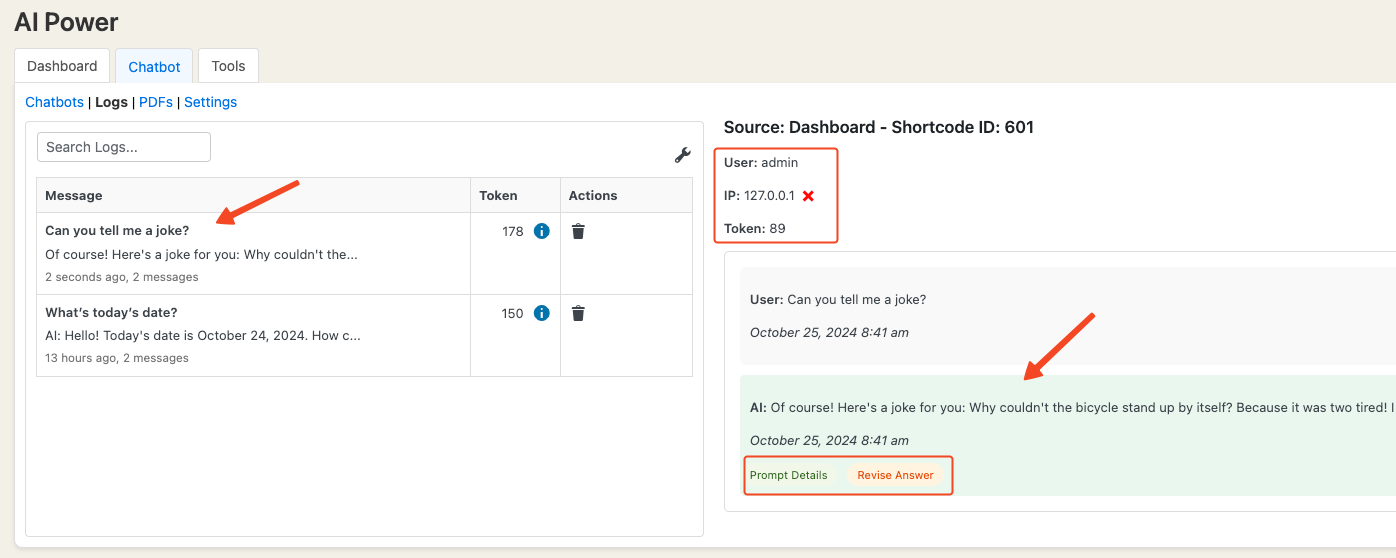 AI Power
Dashboard
Chatbot
Tools
Chatbots | Logs | PDFs | Settings
Search Logs...
Message
Token
Actions
Can you tell me a joke?
178
Of course! Here's a joke for you: Why couldn't the...
2 seconds ago, 2 messages
What’s today’s date?
150
AI: Hello! Today's date is October 24, 2024. How c...
13 hours ago, 2 messages
Source: Dashboard - Shortcode ID: 601
User: admin
IP: 127.0.0.1
Token: 89
User: Can you tell me a joke?
October 25, 2024 8:41 am
AI: Of course! Here's a joke for you: Why couldn't the bicycle stand up by itself? Because it was two tired! I
October 25, 2024 8:41 am
Prompt Details
Revise Answer